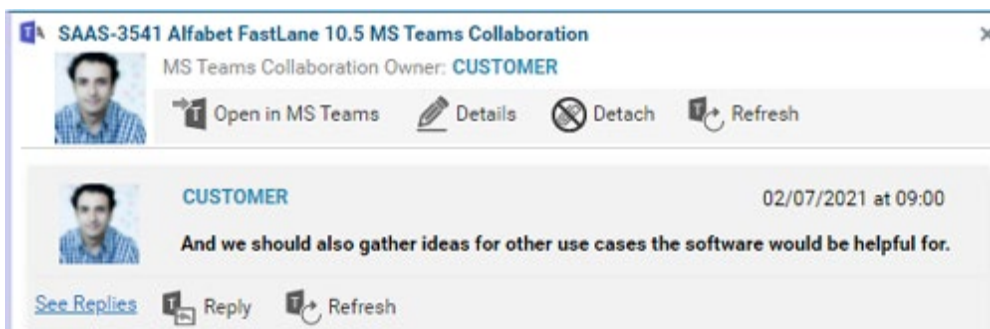 SAAS-3541 Alfabet FastLane 10.5 MS Teams Collaboration
MS Teams Collaboration Owner: CUSTOMER
Open in MS Teams Details Detach Refresh
CUSTOMER 02/07/2021 at 09:00
And we should also gather ideas for other use cases the software would be helpful for.
See Replies Reply Refresh